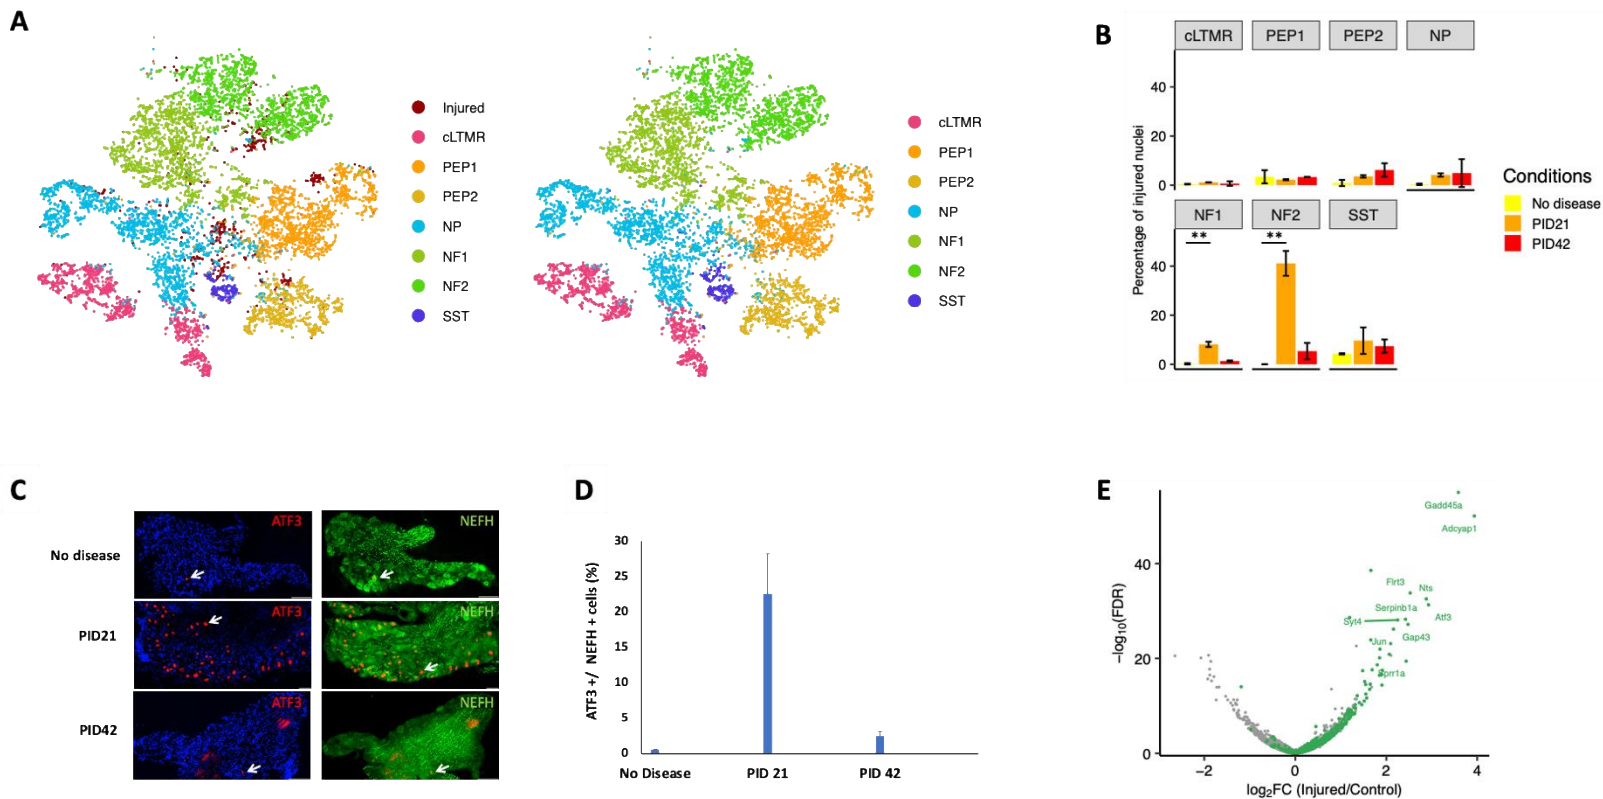 A
Injured
cLTMR
PEP1
PEP2
NP
NF1
NF2
SST
cLTMR
PEP1
PEP2
NP
NF1
NF2
SST
B
cLTMR PEP1 PEP2 NP
40
20
0
NF1 NF2 SST
** **
40
20
0
Percentage of injured nuclei
Conditions
No disease
PID21
PID42
C
ATF3 NEFH
No disease
ATF3 NEFH
PID21
ATF3 NEFH
PID42
D
ATF3 +/ NEFH + cells (%)
30
25
20
15
10
5
0
No Disease PID 21 PID 42
E
Gadd45a
Adcyap1
40
Flrt3
Nts
Serpinb1a
Atf3
Syt4
Gap43
Jun
20
Sprr1a
0
−log10(FDR)
−2 0 2 4
log2FC (Injured/Control)